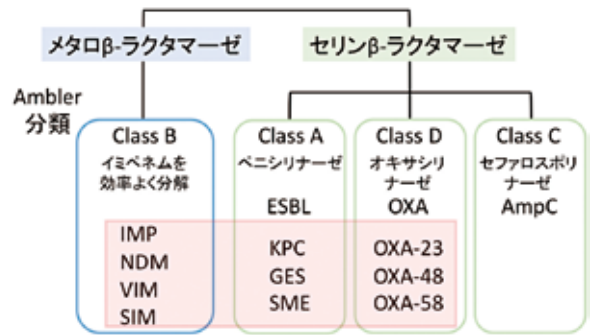 メタロβ-ラクタマーゼ
セリンβ-ラクタマーゼ
Ambler
分類
Class B
イミペネムを
効率よく分解
IMP
NDM
VIM
SIM
Class A
ペニシリナーゼ
ESBL
KPC
GES
SME
Class D
オキサシリ
ナーゼ
OXA
OXA-23
OXA-48
OXA-58
Class C
セファロスポリ
ナーゼ
AmpC